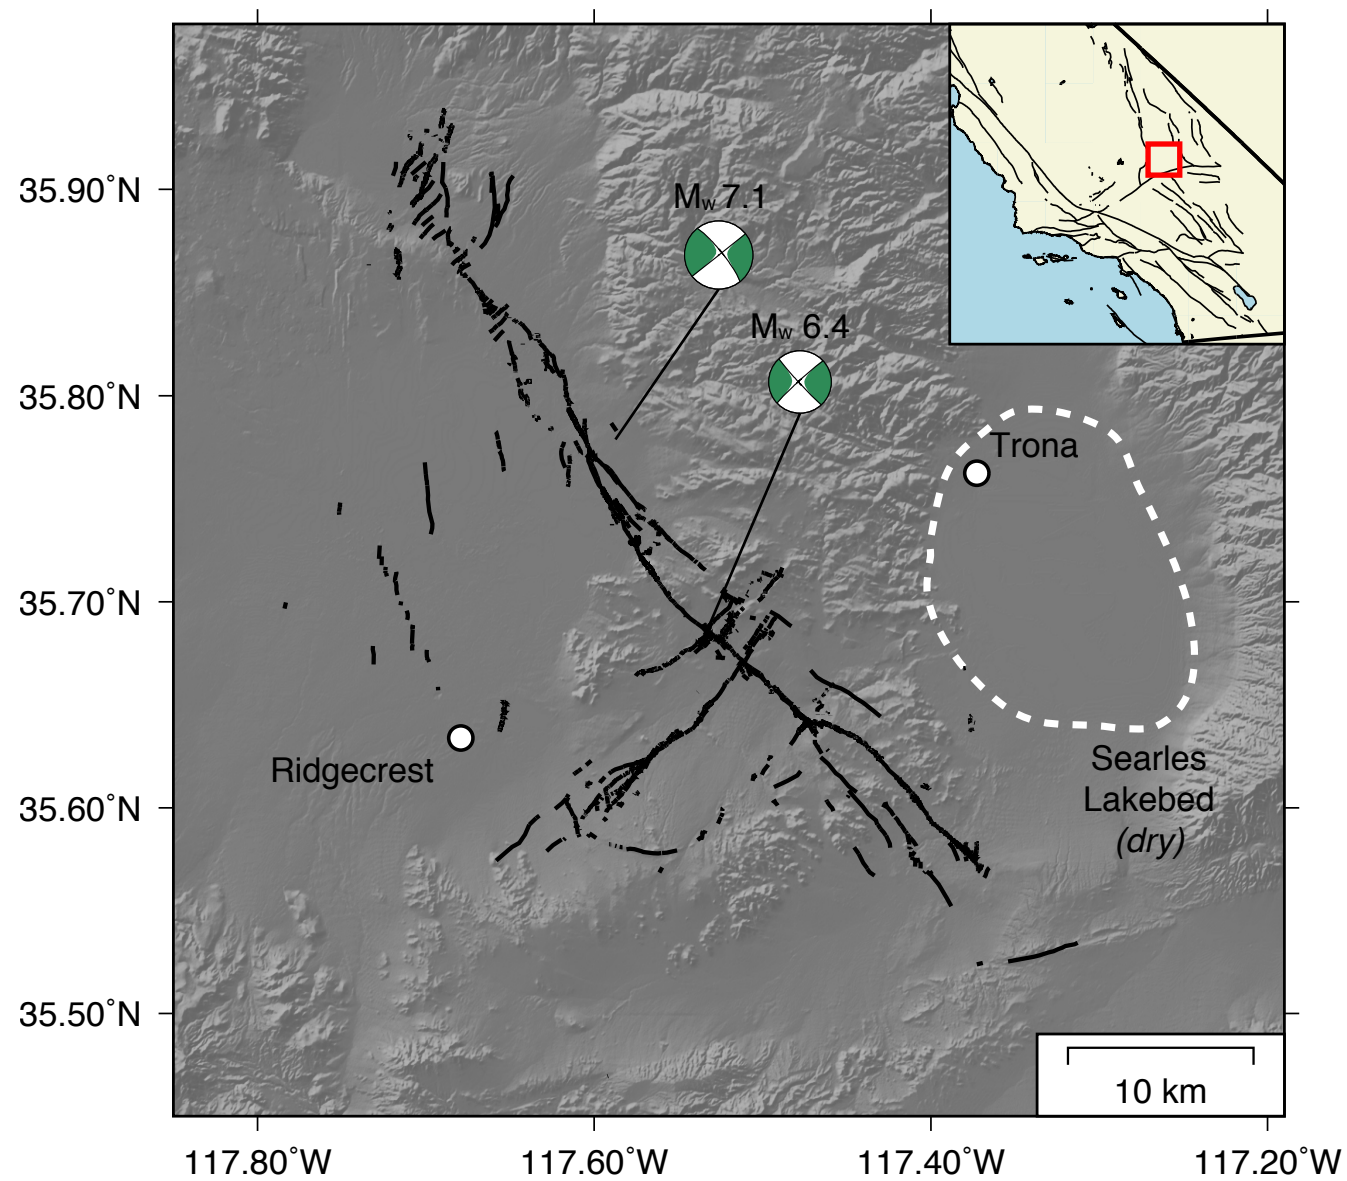 35.90°N
35.80°N
35.70°N
35.60°N
35.50°N
Mw 7.1
Mw 6.4
Trona
Ridgecrest
Searles
Lakebed
(dry)
10 km
117.80°W
117.60°W
117.40°W
117.20°W